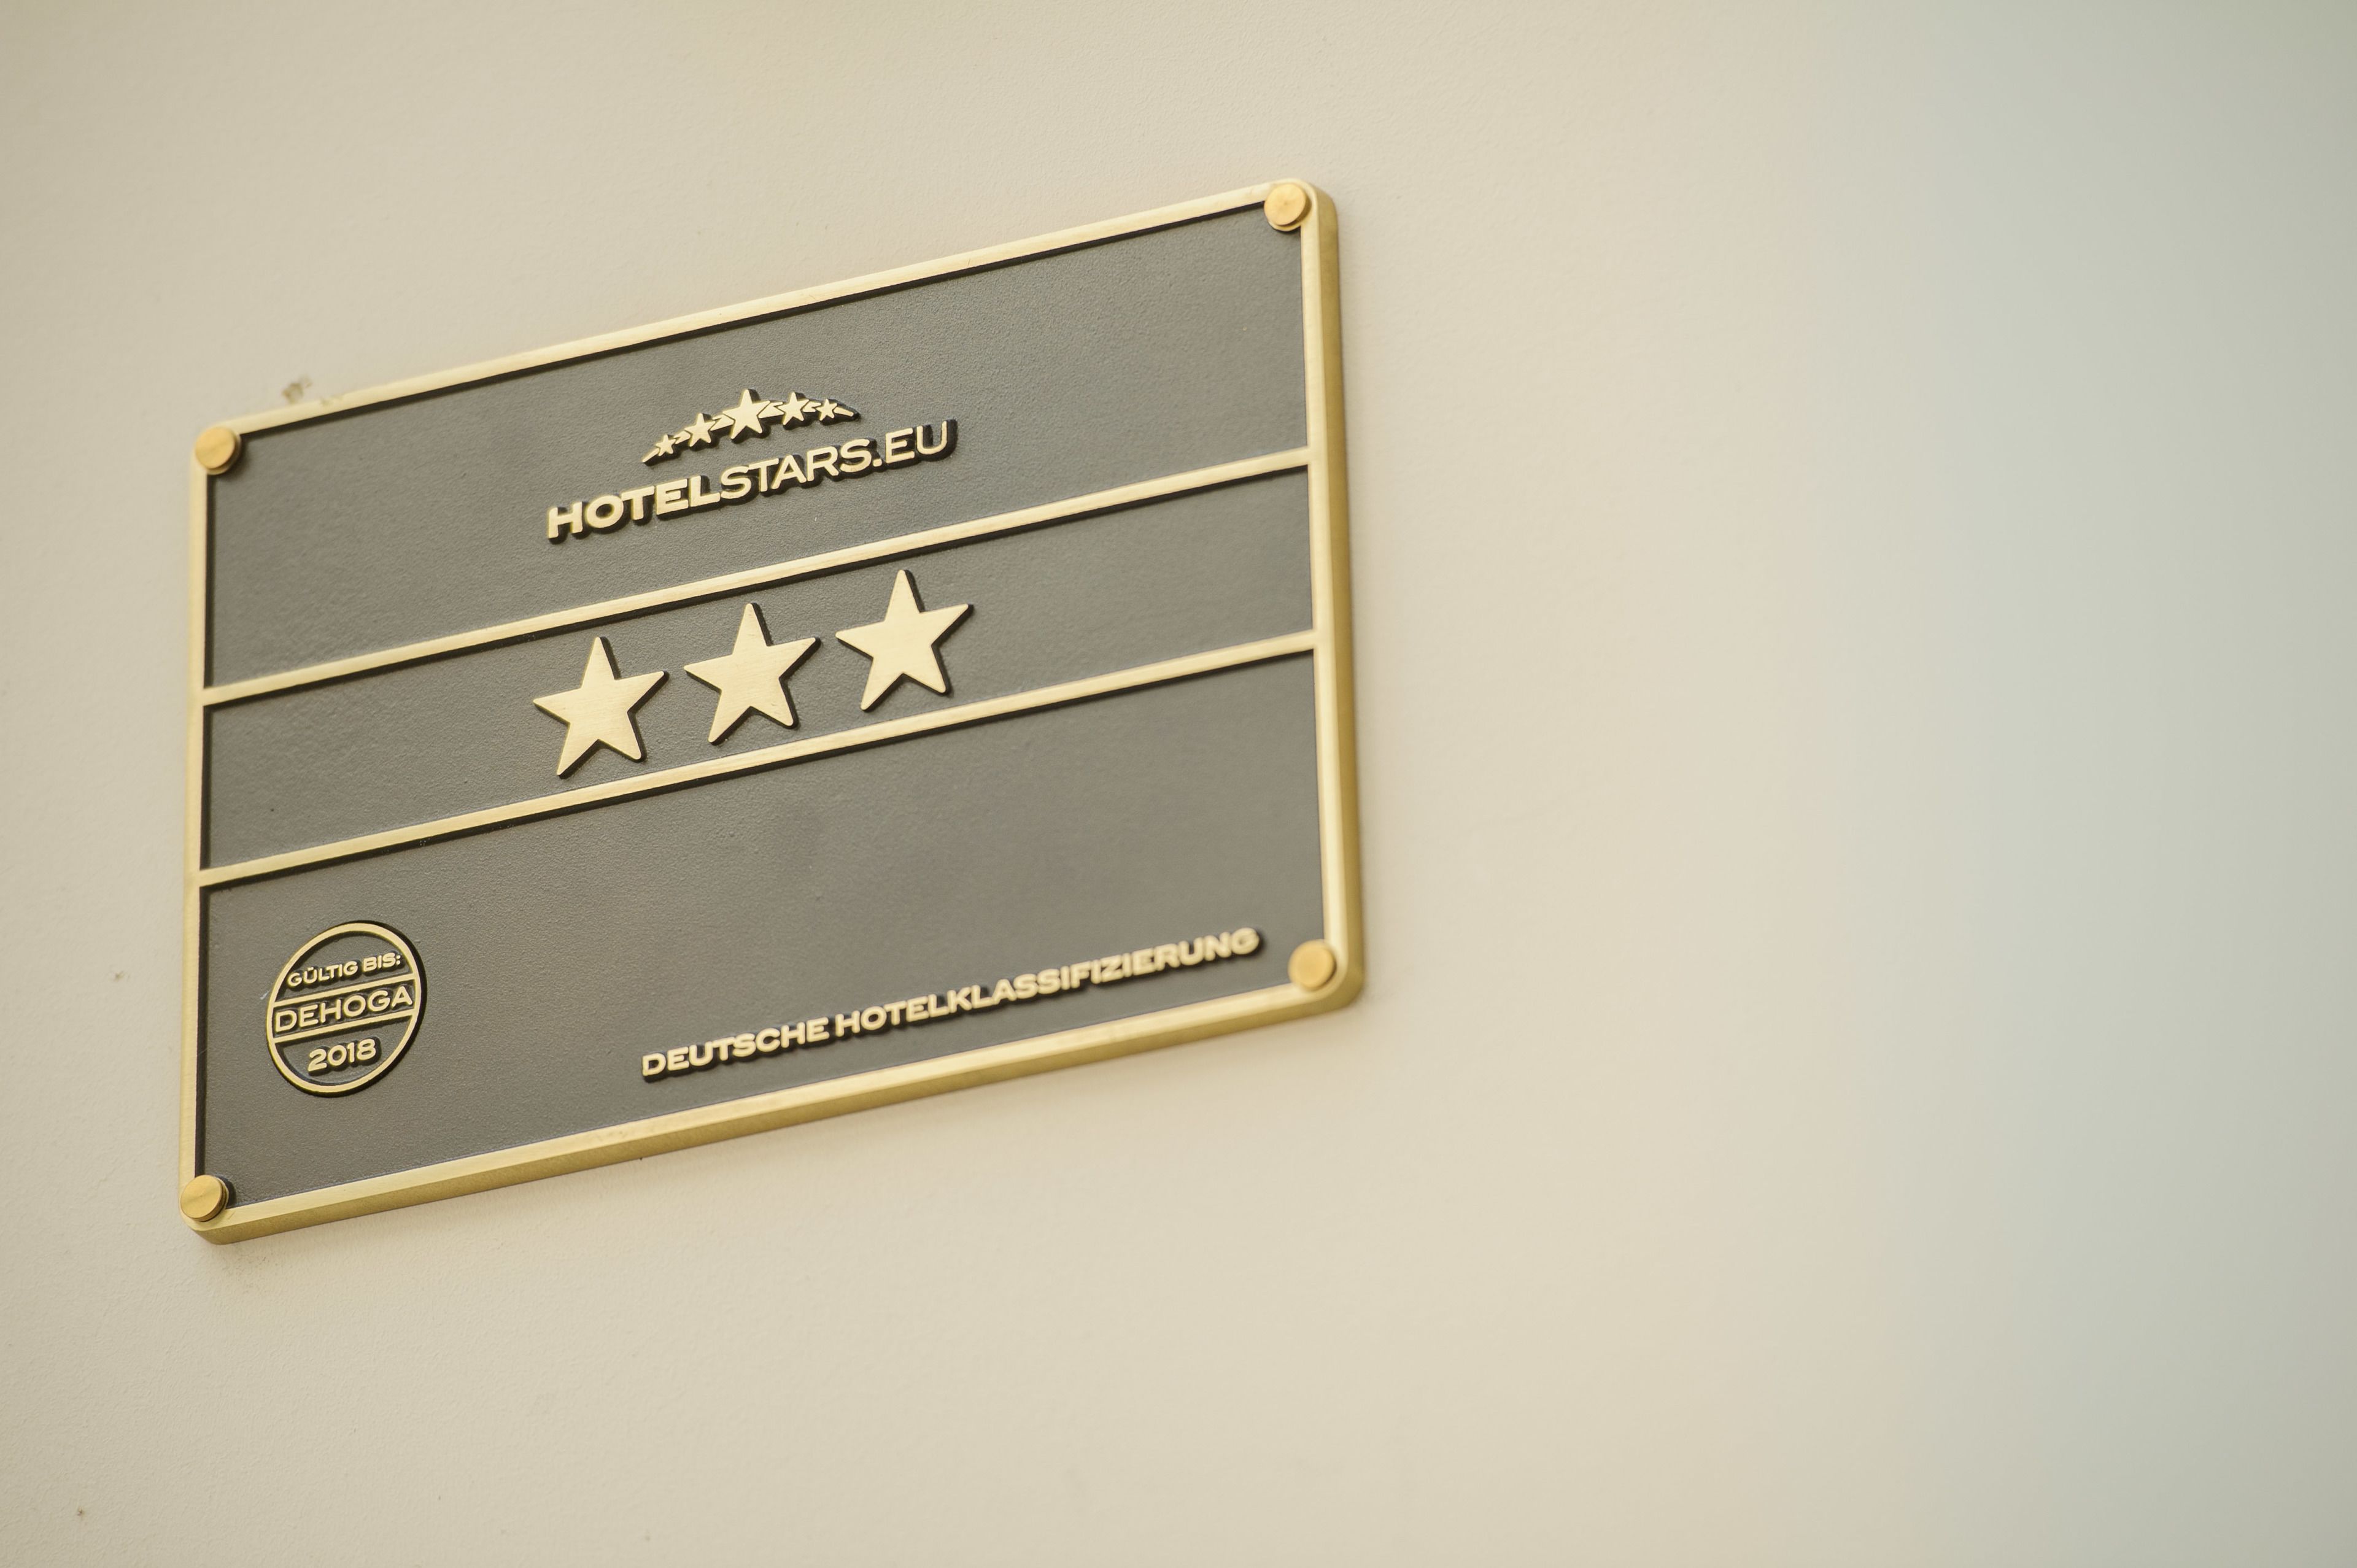 HOTELSTARS.EU
GÜLTIG BIS:
DEHOGA
2018
DEUTSCHE HOTELKLASSIFIZIERUNG